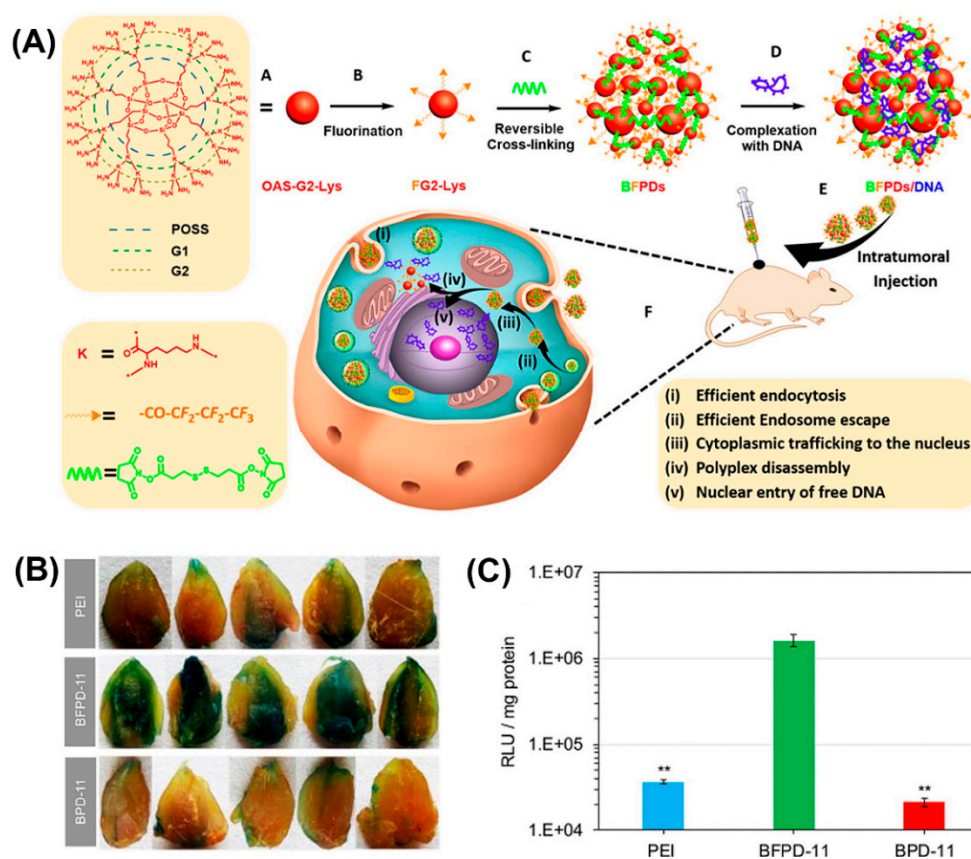 (A)
H₂N NH₂
A
B
C
D
=
Fluorination
Reversible
Cross-linking
Complexation
with DNA
OAS-G2-Lys
FG2-Lys
BFPDs
E
BFPDs/DNA
POSS
G1
G2
Intratumoral
Injection
F
(i)
(iv)
(v)
(iii)
(ii)
K =
= -CO-CF₂-CF₂-CF₃
=
(i) Efficient endocytosis
(ii) Efficient Endosome escape
(iii) Cytoplasmic trafficking to the nucleus
(iv) Polyplex disassembly
(v) Nuclear entry of free DNA
(B)
PEI
BFPD-11
BPD-11
(C)
RLU / mg protein
1.E+07
1.E+06
1.E+05
1.E+04
**
**
PEI
BFPD-11
BPD-11